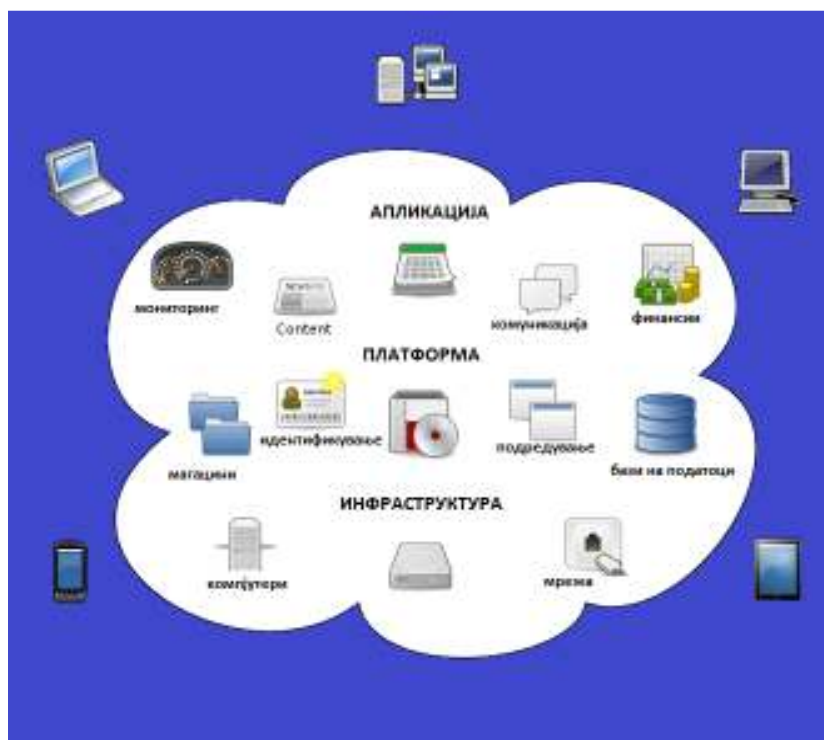 АПЛИКАЦИЈА
мониторинг
Content
комуникација
финансии
ПЛАТФОРМА
магацини
идентификување
подредување
бази на податоци
ИНФРАСТРУКТУРА
компјутери
мрежа